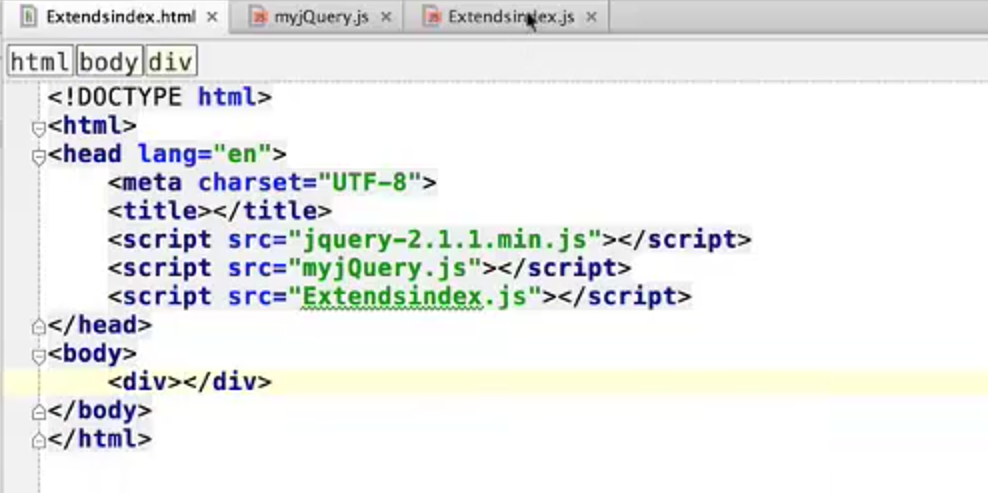 Extendsindex.html myjQuery.js Extendsindex.js
html body div
<!DOCTYPE html>
<html>
<head lang="en">
<meta charset="UTF-8">
<title></title>
<script src="jquery-2.1.1.min.js"></script>
<script src="myjQuery.js"></script>
<script src="Extendsindex.js"></script>
</head>
<body>
<div></div>
</body>
</html>